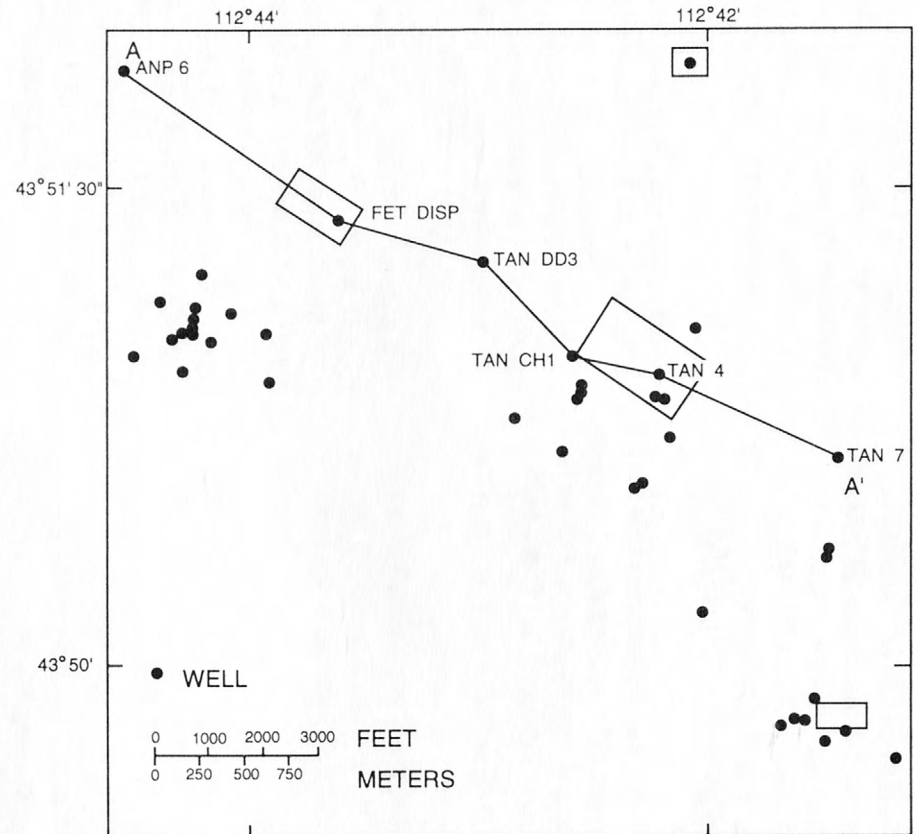 112°44' 112°42'
A
ANP 6
43°51'30"
FET DISP
TAN DD3
TAN CH1
TAN 4
TAN 7
A'
43°50'
WELL
0 1000 2000 3000 FEET
0 250 500 750 METERS